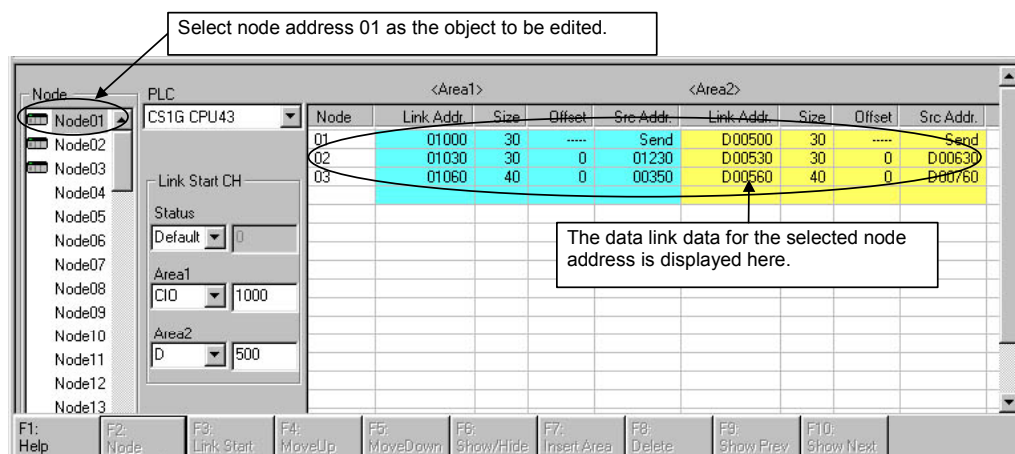 Select node address 01 as the object to be edited.
<Area1> <Area2>
Node PLC
Node01 CS1G CPU43 Node Link Addr. Size Offset Src Addr. Link Addr. Size Offset Src Addr.
01 01000 30 ----- Send D00500 30 ----- Send
Node02 02 01030 30 0 01230 D00530 30 0 D00630
Node03 03 01060 40 0 00350 D00560 40 0 D00760
Link Start CH
Node04
Node05 Status
Node06 Default 0
The data link data for the selected node
address is displayed here.
Node07
Area1
Node08 CIO 1000
Node09
Node10 Area2
Node11 D 500
Node12
Node13
F1: F2: F3: F4: F5: F6: F7: F8: F9: F10:
Help Node Link Start MoveUp MoveDown Show/Hide Insert Area Delete Show Prev Show Next